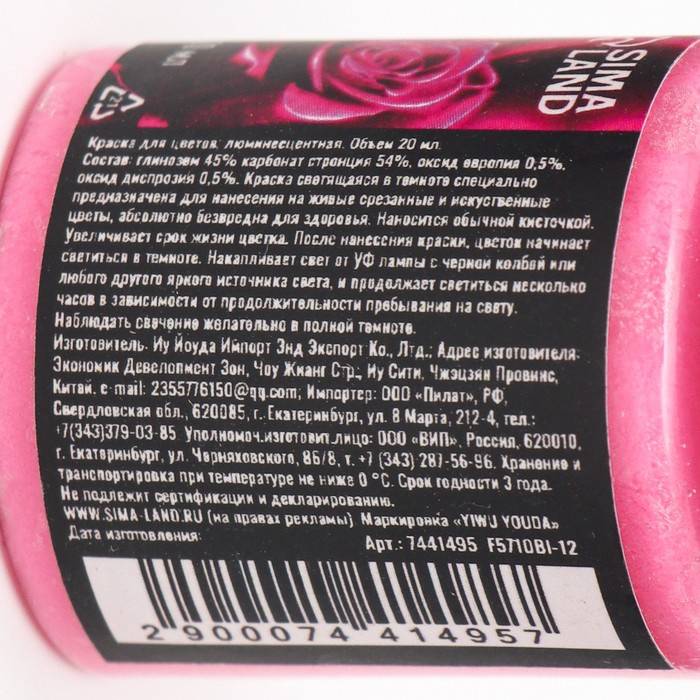 SIMA
LAND
21
Краска для цветов люминесцентная. Объем 20 мл.
Состав: глинозем 45% карбонат стронция 54%, оксид европия 0,5%,
оксид диспрозия 0,5%. Краска светящаяся в темноте специально
предназначена для нанесения на живые срезанные и искуственные
цветы, абсолютно безвредна для здоровья. Наносится обычной кисточкой.
Увеличивает срок жизни цветка. После нанесения краски, цветок начинает
светиться в темноте. Накапливает свет от УФ лампы с черной колбой или
любого другого яркого источника света, и продолжает светиться несколько
часов в зависимости от продолжительности пребывания на свету.
Наблюдать свечение желательно в полной темноте.
Изготовитель: Иу Йоуда Импорт Энд Экспорт Ко., Лтд.; Адрес изготовителя:
Экономик Девелопмент Зон, Чоу Жианг Стр., Иу Сити, Чжэцзян Провинс,
Китай. e-mail: 2355776150@qq.com; Импортер: ООО «Пилат», РФ,
Свердловская обл., 620085, г. Екатеринбург, ул. 8 Марта, 212-4, тел.:
+7(343)379-03-85 Уполномоч.изготовит.лицо: ООО «ВИП», Россия, 620010,
г. Екатеринбург, ул. Черняховского, 86/8, т. +7 (343) 287-56-96. Хранение и
транспортировка при температуре не ниже 0 °С. Срок годности 3 года.
Не подлежит сертификации и декларированию.
WWW.SIMA-LAND.RU (на правах рекламы) Маркировка «YIWU YOUDA»
Дата изготовления:
Арт.: 7441495 F5710BI-12
2 900074 414957